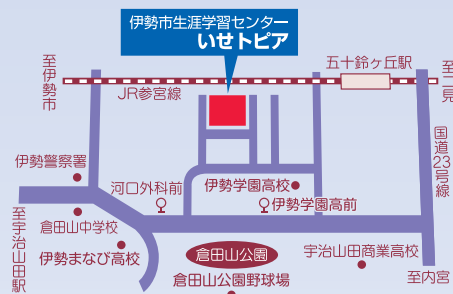 伊勢市生涯学習センター
いせトピア
至伊勢市
JR参宮線
五十鈴ヶ丘駅
至二見
国道23号線
伊勢警察署
河口外科前
伊勢学園高校
伊勢学園高前
倉田山中学校
至宇治山田駅
伊勢まなび高校
倉田山公園
宇治山田商業高校
倉田山公園野球場
至内宮